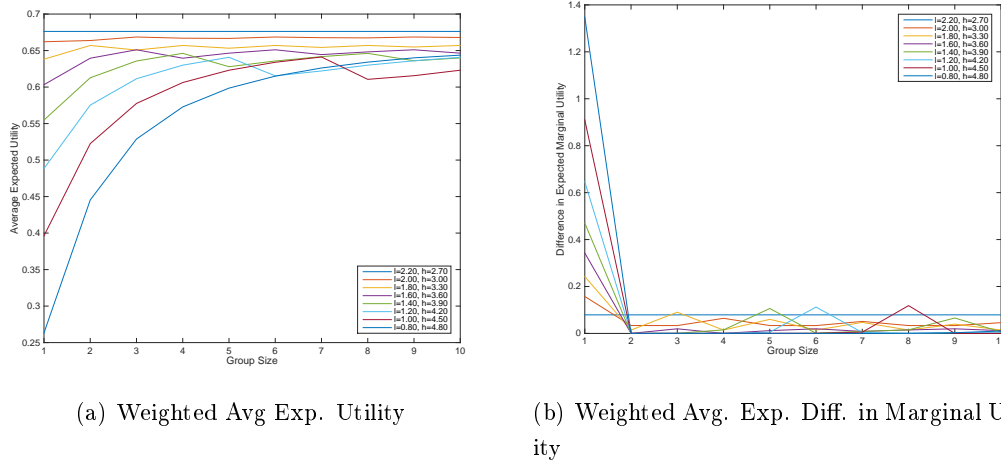 0.7
0.65
0.6
0.55
0.5
0.45
0.4
0.35
0.3
0.25
Average Expected Utility
1 2 3 4 5 6 7 8 9 10
Group Size
l=2.20, h=2.70
l=2.00, h=3.00
l=1.80, h=3.30
l=1.60, h=3.60
l=1.40, h=3.90
l=1.20, h=4.20
l=1.00, h=4.50
l=0.80, h=4.80
(a) Weighted Avg Exp. Utility
1.4
1.2
1
0.8
0.6
0.4
0.2
0
Difference in Expected Marginal Utility
1 2 3 4 5 6 7 8 9 1
Group Size
l=2.20, h=2.70
l=2.00, h=3.00
l=1.80, h=3.30
l=1.60, h=3.60
l=1.40, h=3.90
l=1.20, h=4.20
l=1.00, h=4.50
l=0.80, h=4.80
(b) Weighted Avg. Exp. Diff. in Marginal U
ity